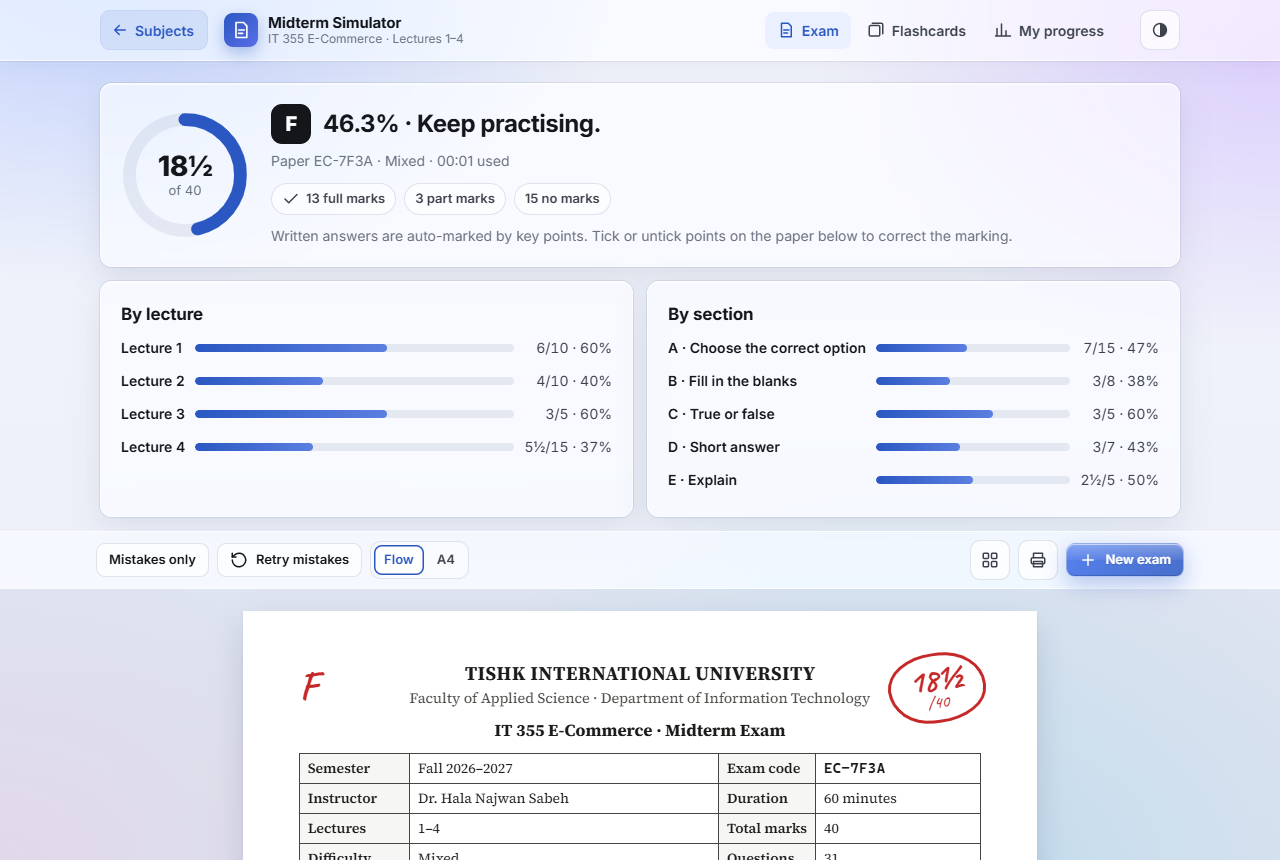 Subjects
Midterm Simulator
IT 355 E-Commerce · Lectures 1–4
Exam
Flashcards
My progress
18½
of 40
F
46.3% · Keep practising.
Paper EC-7F3A · Mixed · 00:01 used
13 full marks
3 part marks
15 no marks
Written answers are auto-marked by key points. Tick or untick points on the paper below to correct the marking.
By lecture
Lecture 1 6/10 · 60%
Lecture 2 4/10 · 40%
Lecture 3 3/5 · 60%
Lecture 4 5½/15 · 37%
By section
A · Choose the correct option 7/15 · 47%
B · Fill in the blanks 3/8 · 38%
C · True or false 3/5 · 60%
D · Short answer 3/7 · 43%
E · Explain 2½/5 · 50%
Mistakes only
Retry mistakes
Flow
A4
New exam
F
TISHK INTERNATIONAL UNIVERSITY
Faculty of Applied Science · Department of Information Technology
IT 355 E-Commerce · Midterm Exam
18½
/40
Semester Fall 2026–2027 Exam code EC-7F3A
Instructor Dr. Hala Najwan Sabeh Duration 60 minutes
Lectures 1–4 Total marks 40
Difficulty Mixed Questions 31